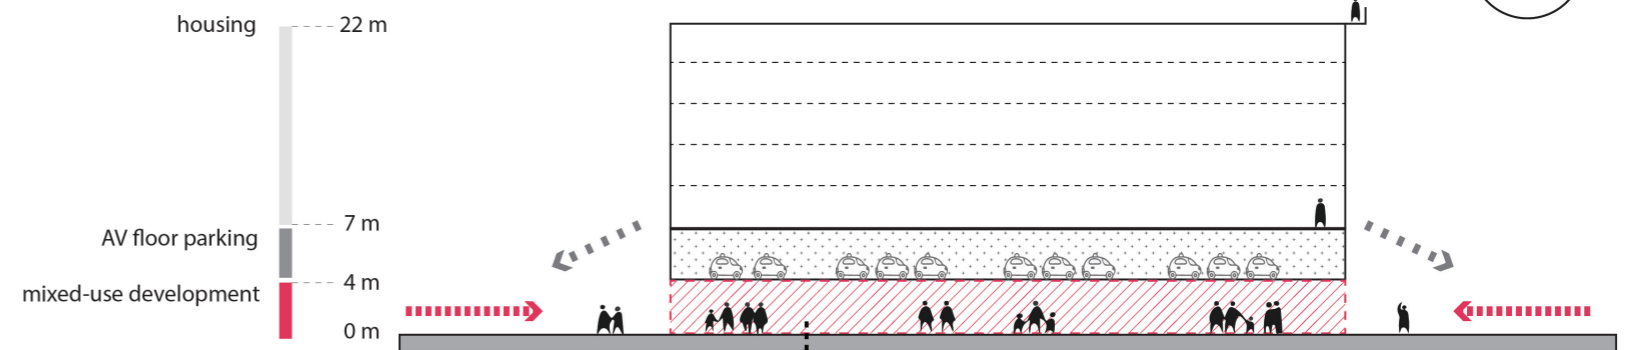 housing
22 m
7 m
AV floor parking
4 m
mixed-use development
0 m